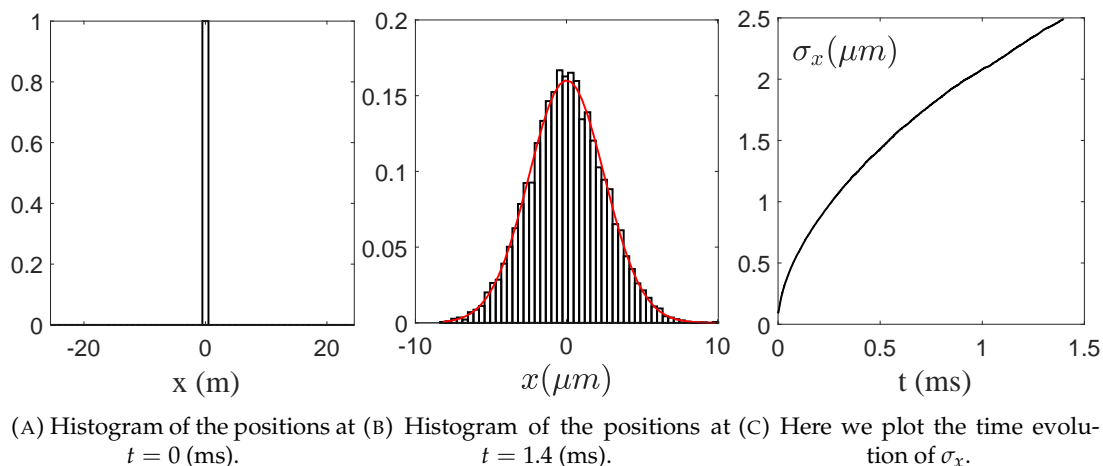 1
0.8
0.6
0.4
0.2
0
-20
0
20
x (m)
0.2
0.15
0.1
0.05
0
-10
0
10
x(μm)
σx(μm)
2.5
2
1.5
1
0.5
0
0
0.5
1
1.5
t (ms)
(A) Histogram of the positions at
t = 0 (ms).
(B) Histogram of the positions at
t = 1.4 (ms).
(C) Here we plot the time evolu-
tion of σx.